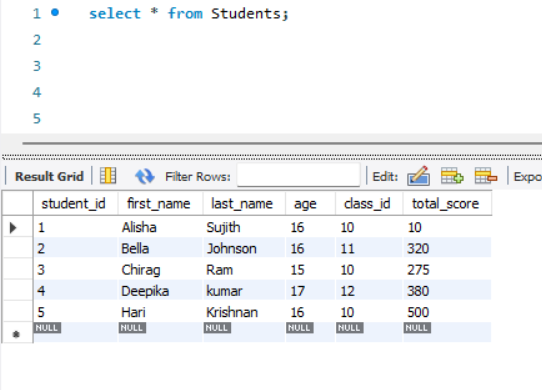 1 select * from Students;
2
3
4
5
Result Grid Filter Rows: Edit: Expo
student_id first_name last_name age class_id total_score
1 Alisha Sujith 16 10 10
2 Bella Johnson 16 11 320
3 Chirag Ram 15 10 275
4 Deepika kumar 17 12 380
5 Hari Krishnan 16 10 500
NULL NULL NULL NULL NULL NULL